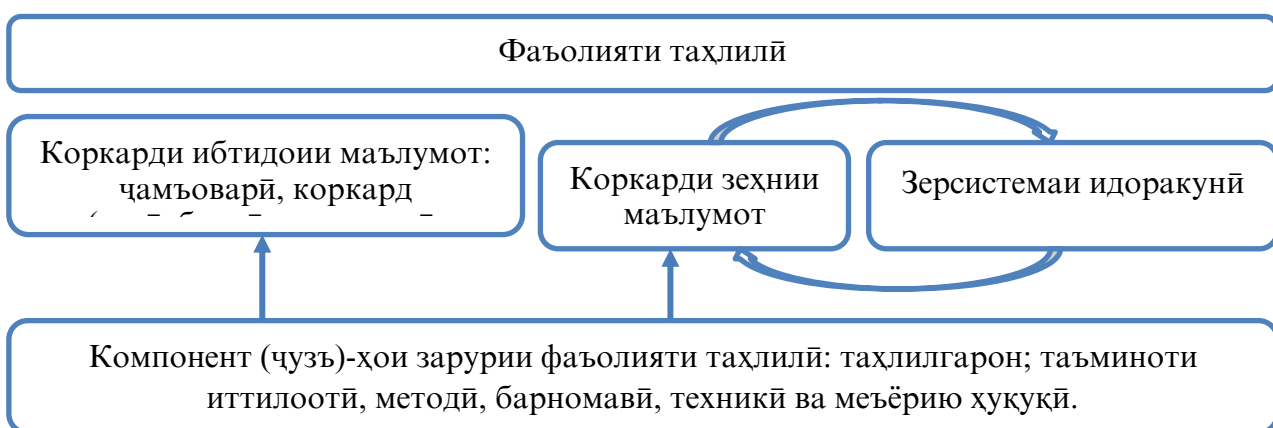 Фаъолияти таҳлилӣ
Коркарди ибтидоии маълумот:
ҷамъоварӣ, коркард
Коркарди зеҳнии
маълумот
Зерсистемаи идоракунӣ
Компонент (ҷузъ)-ҳои зарурии фаъолияти таҳлилӣ: таҳлилгарон; таъминоти
иттилоотӣ, методӣ, барномавӣ, техникӣ ва меъёрию ҳуқуқӣ.